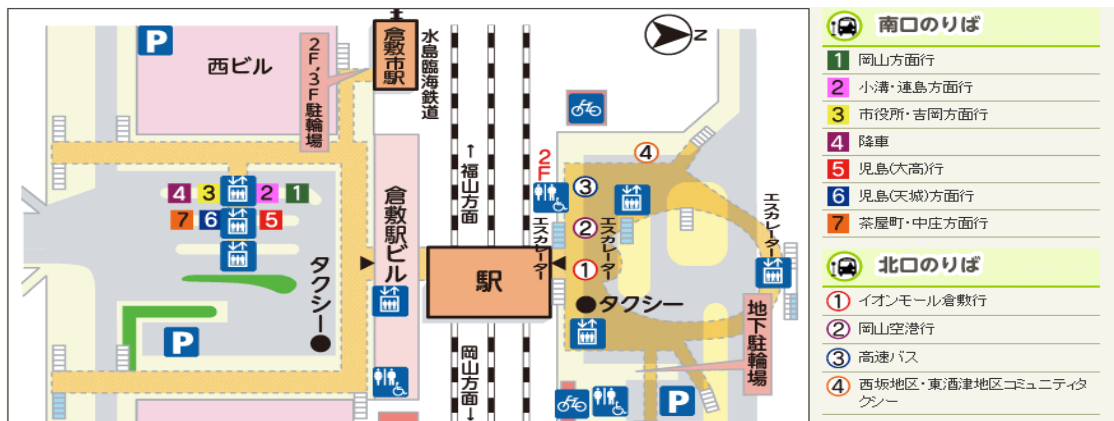 P
西ビル
2F,3F駐輪場
倉敷市駅
水島臨海鉄道
N
←福山方面
2F
4
3
2
1
エスカレーター
エスカレーター
エスカレーター
4
3
2
1
7
6
5
タクシー
倉敷駅ビル
駅
タクシー
地下駐輪場
P
岡山方面→
P
南口のりば
1 岡山方面行
2 小溝・連島方面行
3 市役所・吉岡方面行
4 降車
5 児島(大高)行
6 児島(天城)方面行
7 茶屋町・中庄方面行
北口のりば
1 イオンモール倉敷行
2 岡山空港行
3 高速バス
4 西坂地区・東酒津地区コミュニティタ
クシー